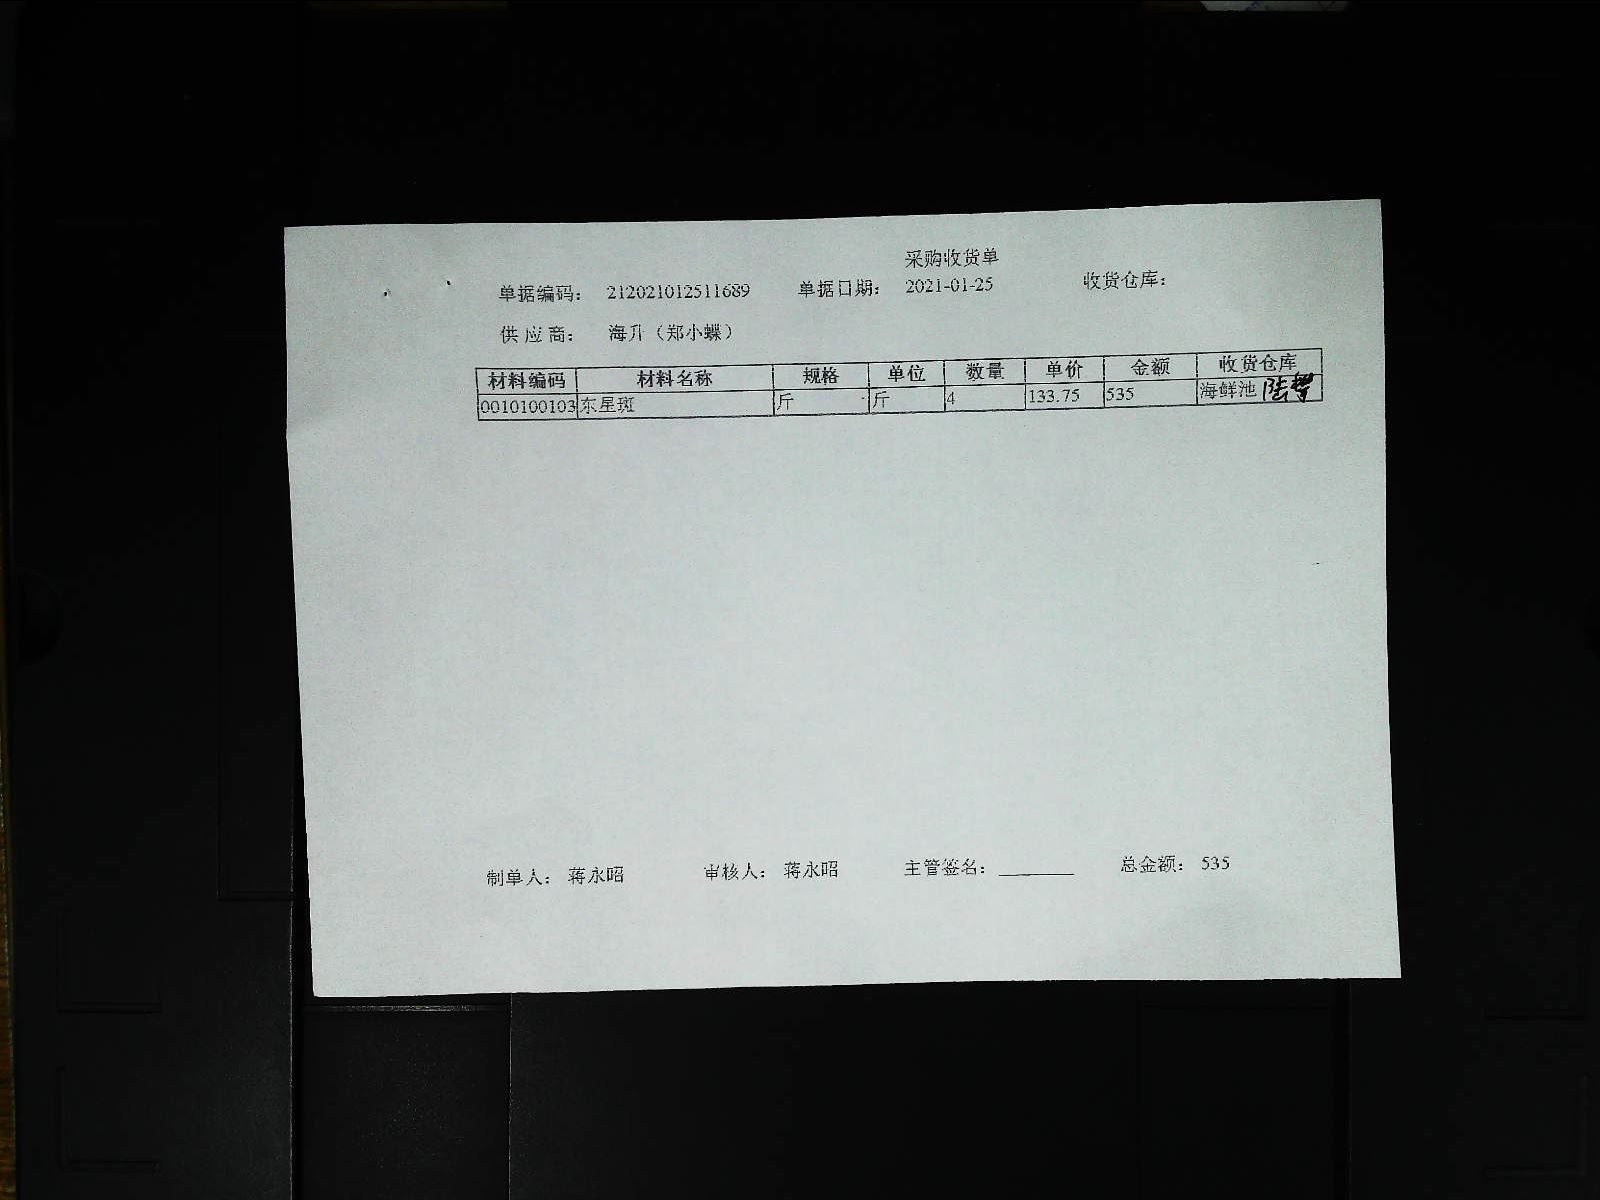 采购收货单
单据编码： 212021012511689 单据日期： 2021-01-25 收货仓库：
供 应 商： 海升（郑小蝶）
材料编码 材料名称 规格 单位 数量 单价 金额 收货仓库
0010100103 东星斑 斤 斤 4 133.75 535 海鲜池
制单人： 蒋永昭 审核人： 蒋永昭 主管签名： 总金额： 535